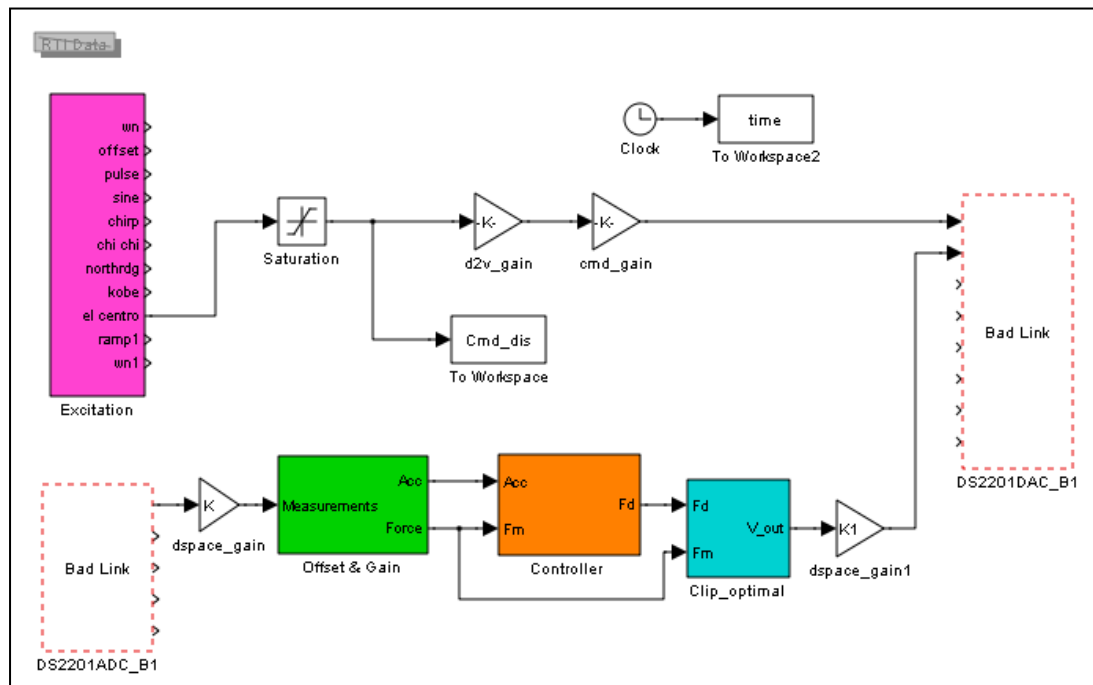 RTI Data
wn
offset
pulse
sine
chirp
chi chi
northrdg
kobe
el centro
ramp1
wn1
Excitation
Saturation
-K-
d2v_gain
-K-
cmd_gain
Clock
time
To Workspace2
Cmd_dis
To Workspace
Bad Link
DS2201DAC_B1
Bad Link
DS2201ADC_B1
K
dspace_gain
Measurements
Acc
Force
Offset & Gain
Acc
Fm
Fd
Controller
Fd
Fm
V_out
Clip_optimal
K1
dspace_gain1